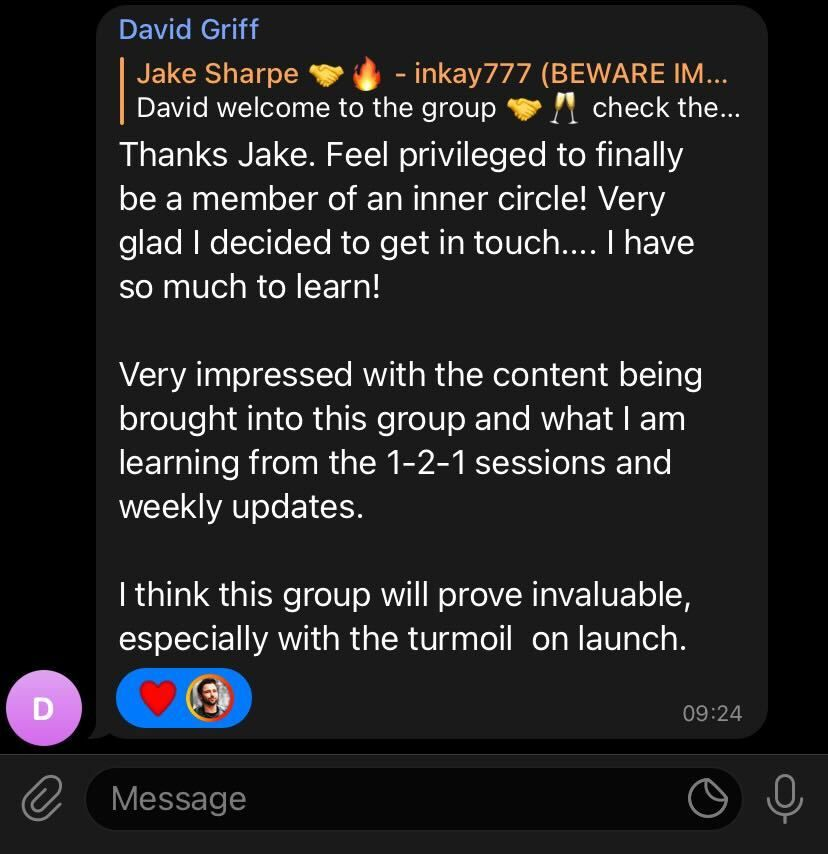 David Griff
Jake Sharpe 🤝🔥 - inkay777 (BEWARE IM...
David welcome to the group 🤝🥂 check the...
Thanks Jake. Feel privileged to finally
be a member of an inner circle! Very
glad I decided to get in touch.... I have
so much to learn!
Very impressed with the content being
brought into this group and what I am
learning from the 1-2-1 sessions and
weekly updates.
I think this group will prove invaluable,
especially with the turmoil  on launch.
D
09:24
Message